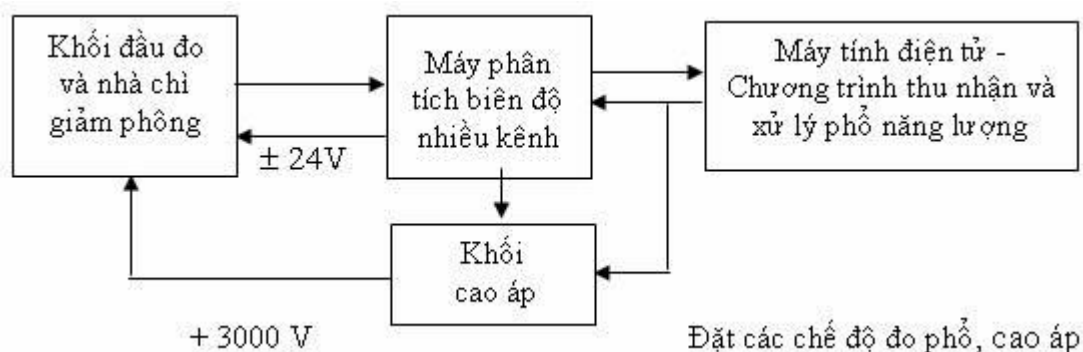 Khối đầu đo
và nhà chì
giảm phông
Máy phân
tích biên độ
nhiều kênh
Máy tính điện tử -
Chương trình thu nhận và
xử lý phổ năng lượng
± 24V
Khối
cao áp
+ 3000 V
Đặt các chế độ đo phổ, cao áp